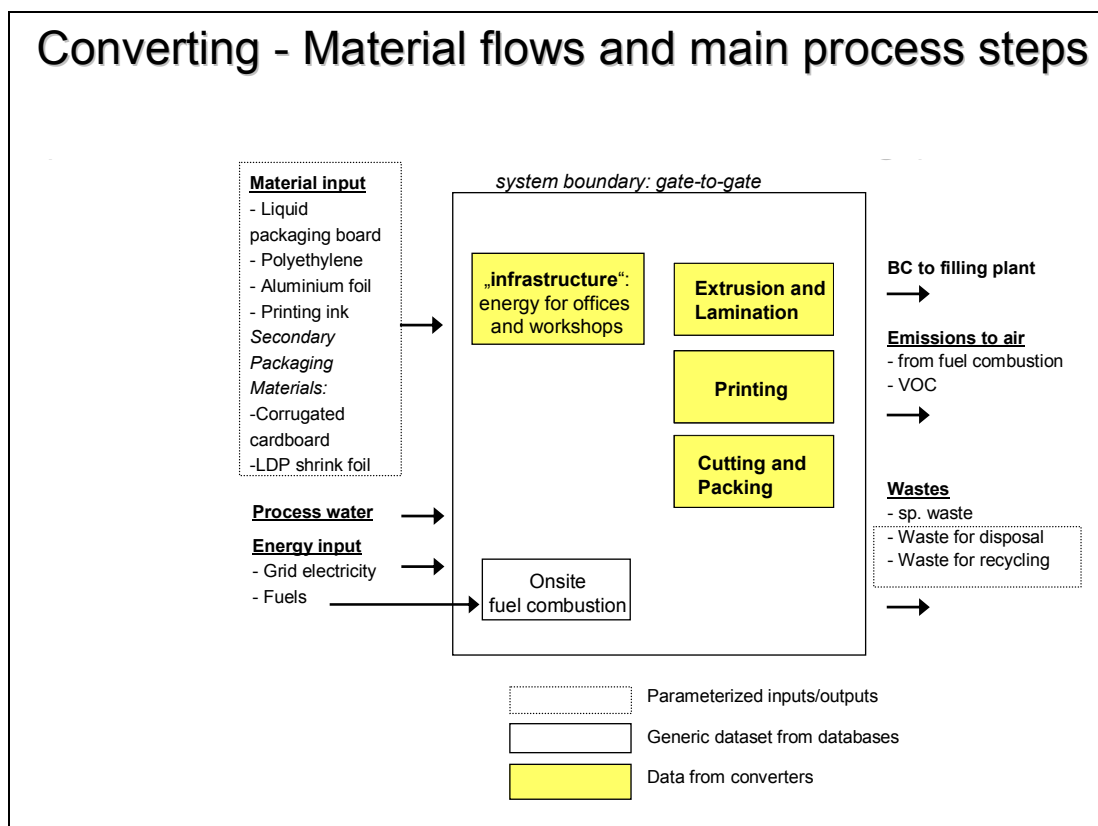 Converting - Material flows and main process steps
Material input
- Liquid
packaging board
- Polyethylene
- Aluminium foil
- Printing ink
Secondary
Packaging
Materials:
-Corrugated
cardboard
-LDP shrink foil
Process water
Energy input
- Grid electricity
- Fuels
system boundary: gate-to-gate
„infrastructure“:
energy for offices
and workshops
Onsite
fuel combustion
Extrusion and
Lamination
Printing
Cutting and
Packing
BC to filling plant
Emissions to air
- from fuel combustion
- VOC
Wastes
- sp. waste
- Waste for disposal
- Waste for recycling
Parameterized inputs/outputs
Generic dataset from databases
Data from converters